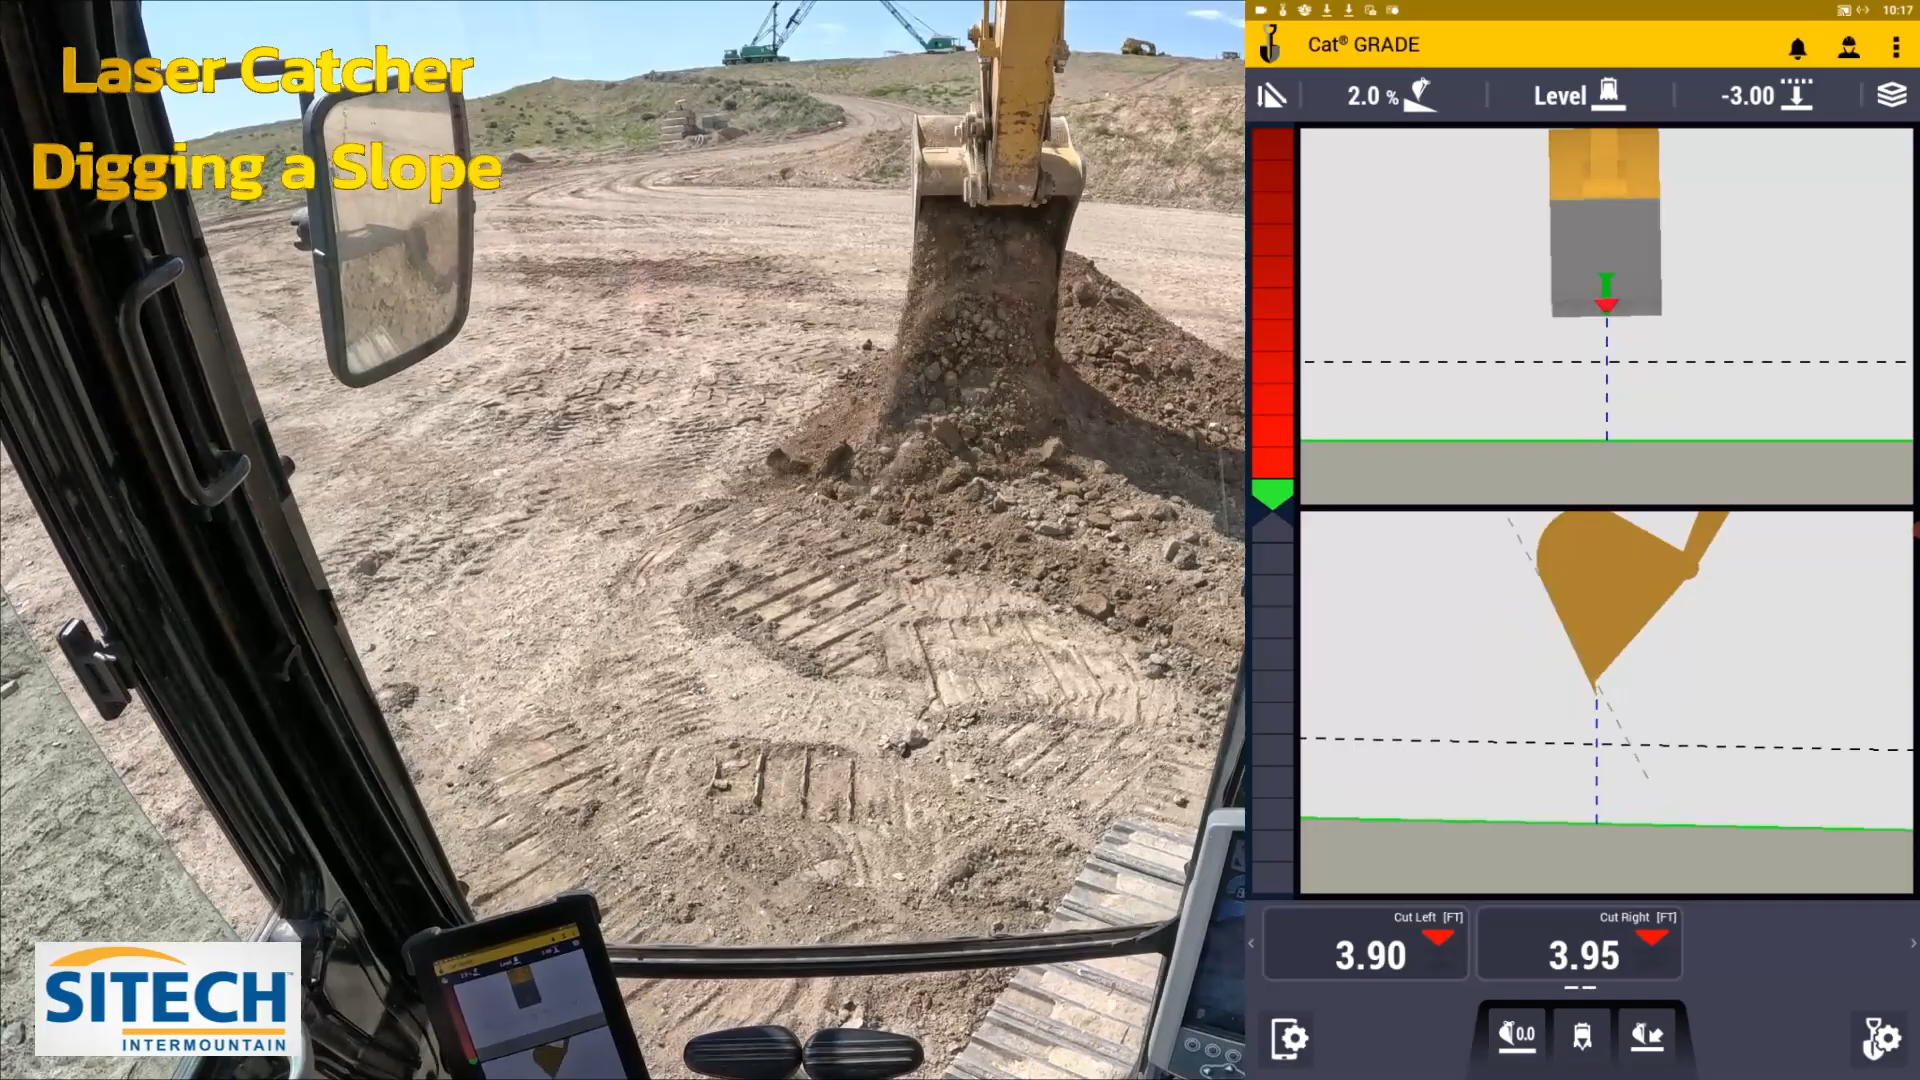 Laser Catcher
Digging a Slope
SITECH
INTERMOUNTAIN
10:17
Cat® GRADE
2.0 %
Level
-3.00
Cut Left [FT]
3.90
Cut Right [FT]
3.95
0.0